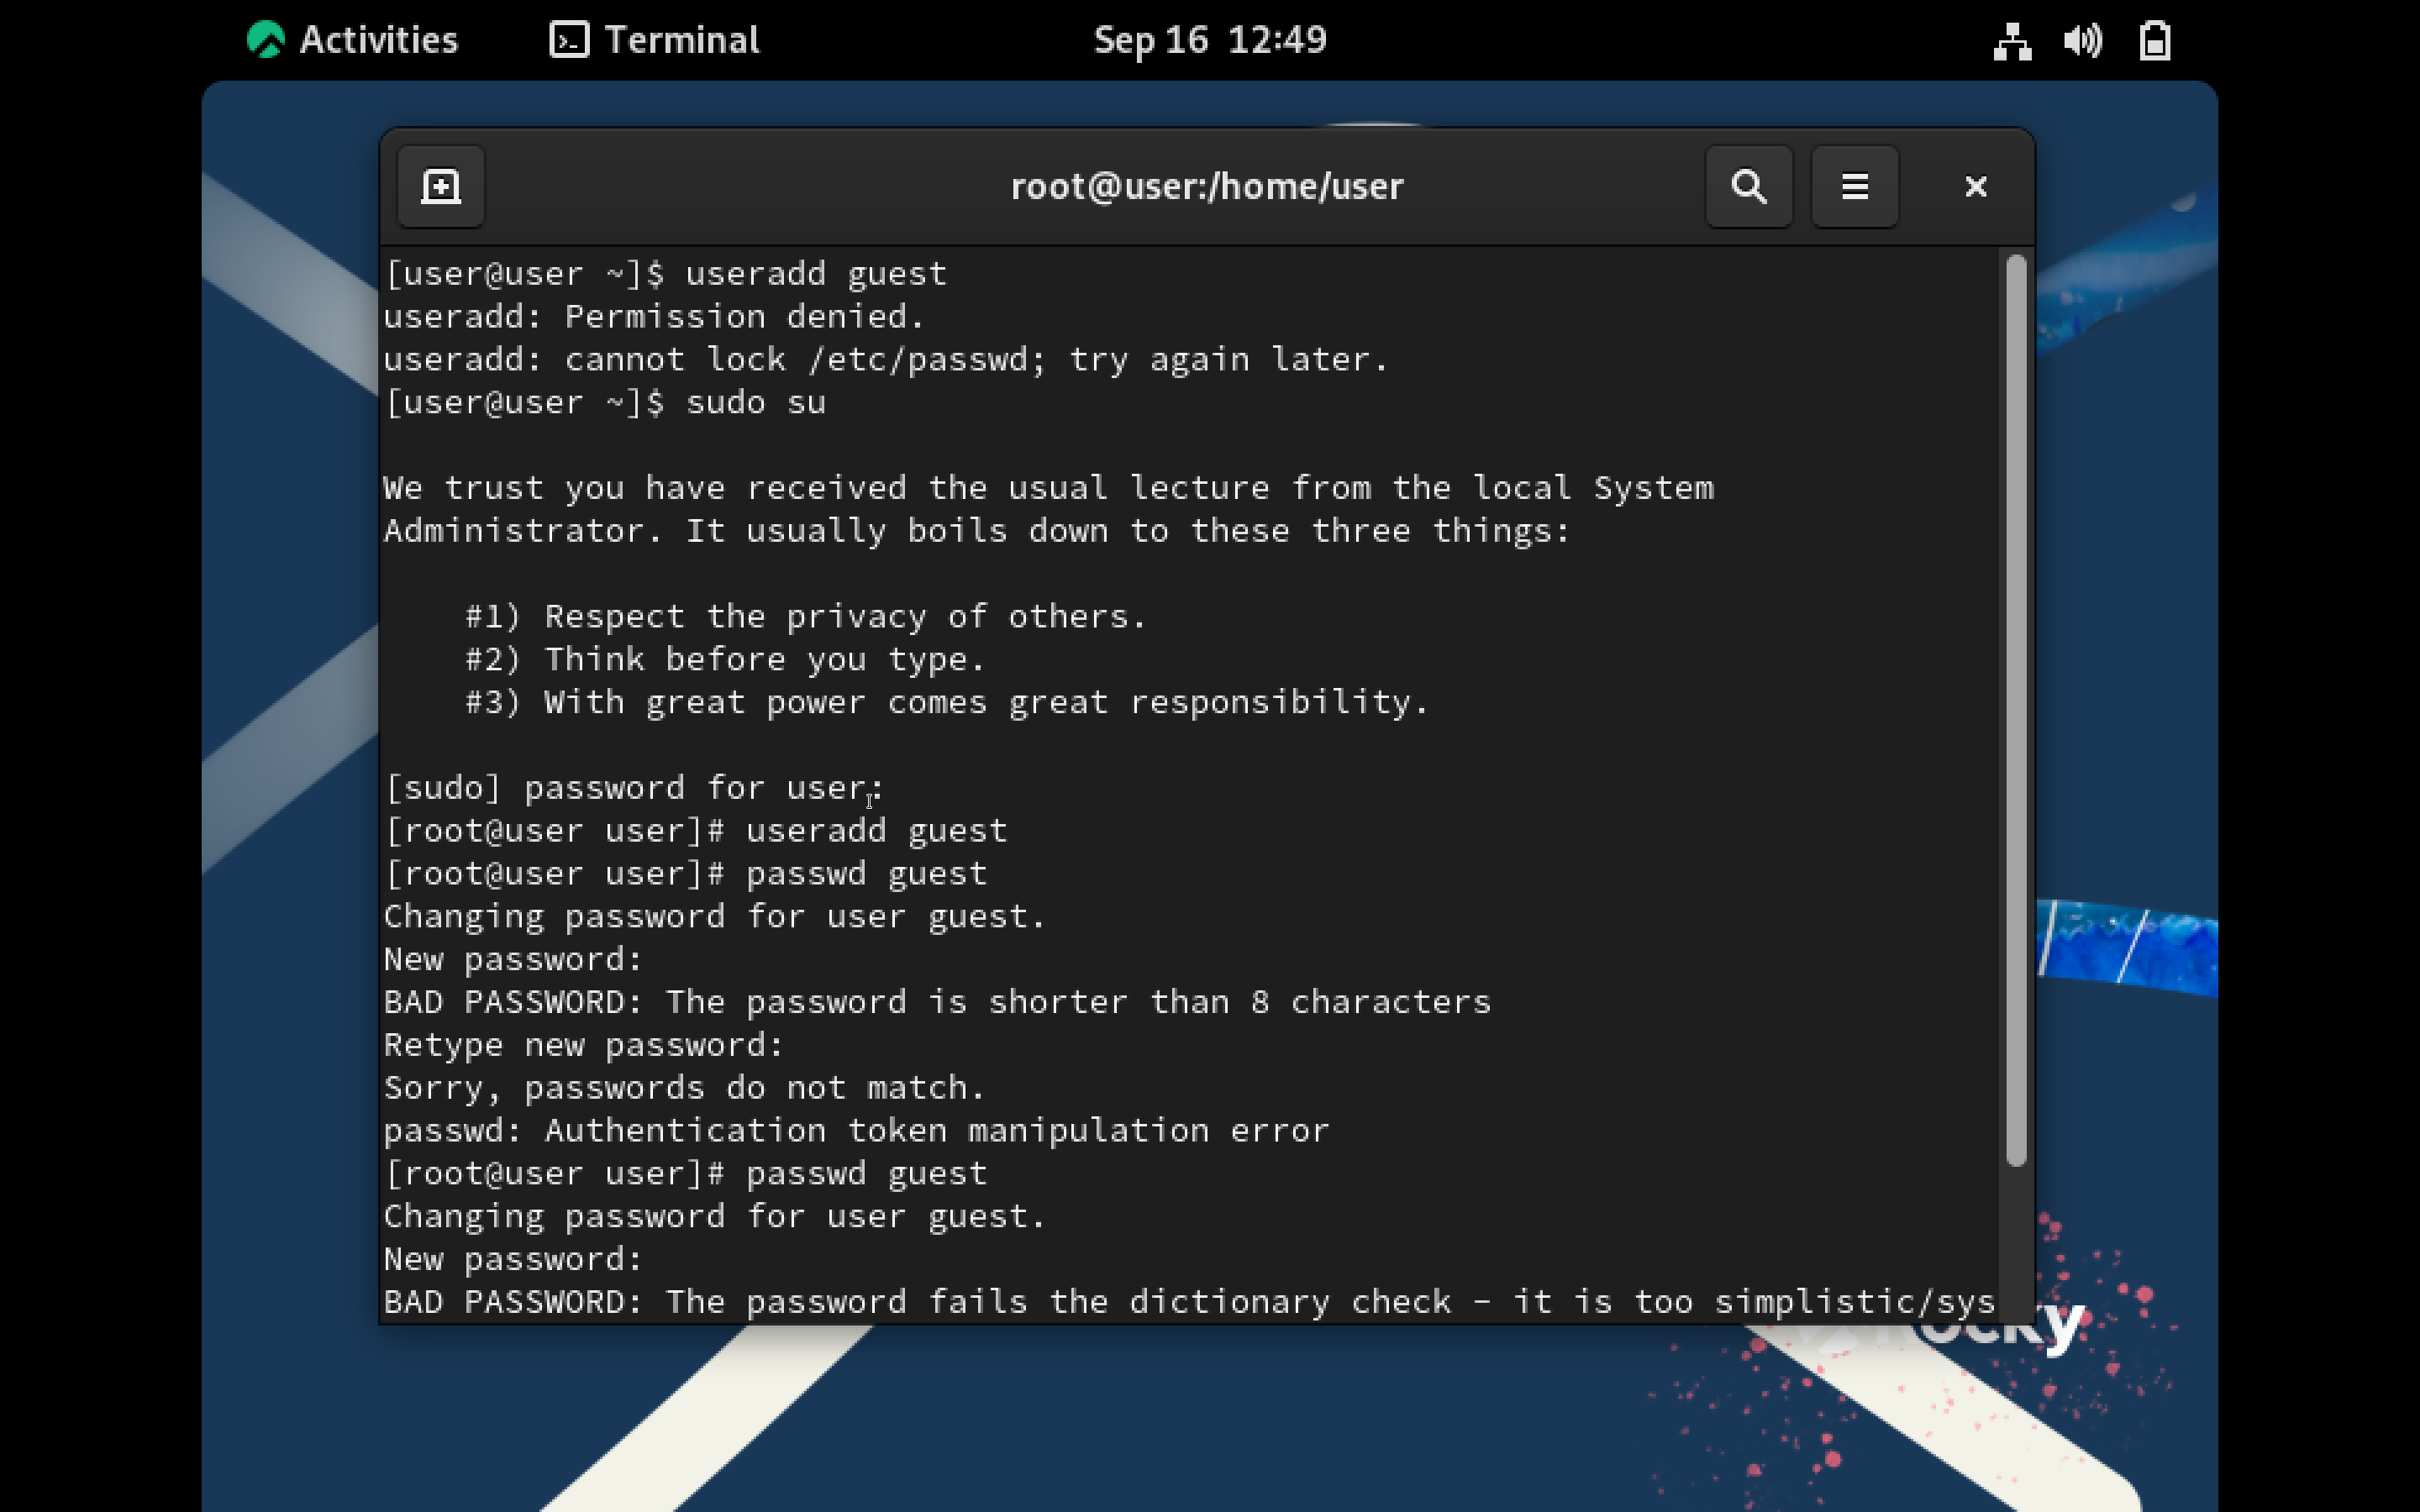 Activities Terminal Sep 16 12:49
root@user:/home/user
[user@user ~]$ useradd guest
useradd: Permission denied.
useradd: cannot lock /etc/passwd; try again later.
[user@user ~]$ sudo su
We trust you have received the usual lecture from the local System
Administrator. It usually boils down to these three things:
#1) Respect the privacy of others.
#2) Think before you type.
#3) With great power comes great responsibility.
[sudo] password for user:
[root@user user]# useradd guest
[root@user user]# passwd guest
Changing password for user guest.
New password:
BAD PASSWORD: The password is shorter than 8 characters
Retype new password:
Sorry, passwords do not match.
passwd: Authentication token manipulation error
[root@user user]# passwd guest
Changing password for user guest.
New password:
BAD PASSWORD: The password fails the dictionary check - it is too simplistic/sys
Rocky